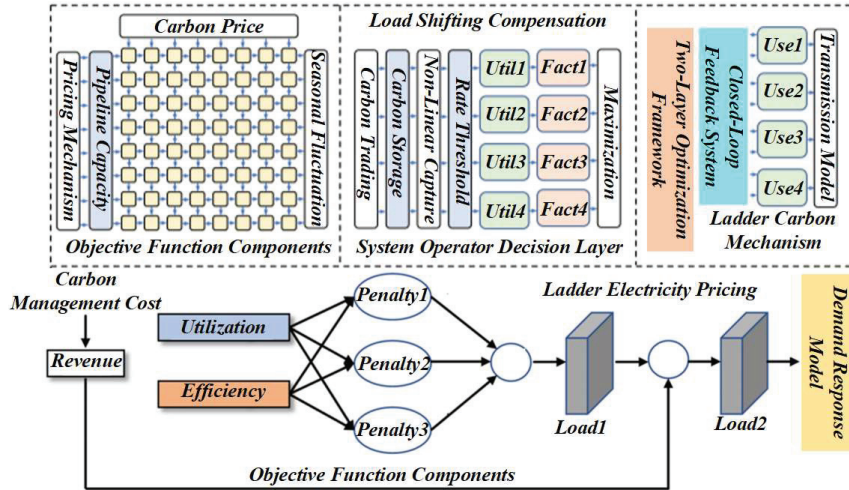 Carbon Price
Pricing Mechanism
Pipeline Capacity
Seasonal Fluctuation
Objective Function Components
Load Shifting Compensation
Carbon Trading
Carbon Storage
Non-Linear Capture
Rate Threshold
Util1
Fact1
Util2
Fact2
Util3
Fact3
Util4
Fact4
Maximization
System Operator Decision Layer
Two-Layer Optimization
Framework
Closed-Loop
Feedback System
Use1
Use2
Use3
Use4
Transmission Model
Ladder Carbon
Mechanism
Carbon
Management Cost
Revenue
Utilization
Efficiency
Penalty1
Penalty2
Penalty3
Ladder Electricity Pricing
Load1
Load2
Demand Response
Model
Objective Function Components